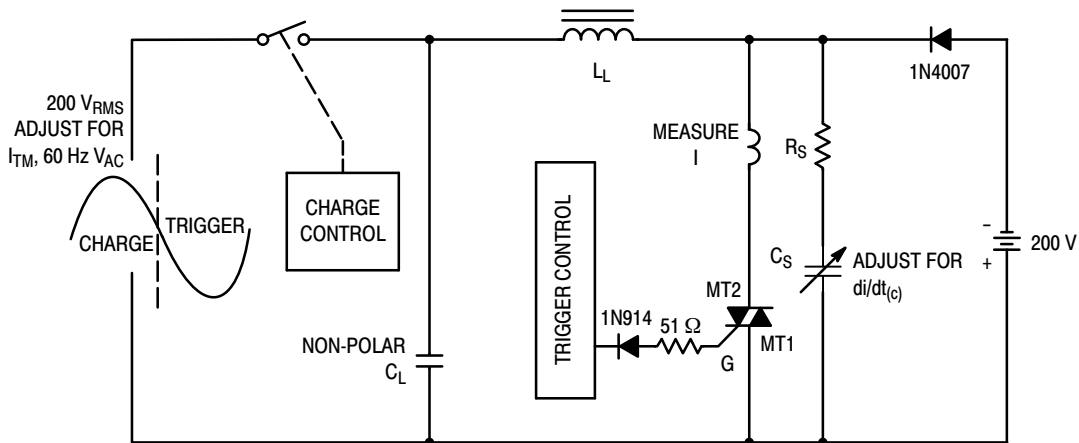 200 V_RMS
ADJUST FOR
I_TM, 60 Hz V_AC
TRIGGER
CHARGE
CHARGE
CONTROL
NON-POLAR
C_L
L_L
TRIGGER CONTROL
MEASURE
I
R_S
1N4007
-
+
200 V
C_S
ADJUST FOR
di/dt_(c)
MT2
1N914
51 Ω
G
MT1